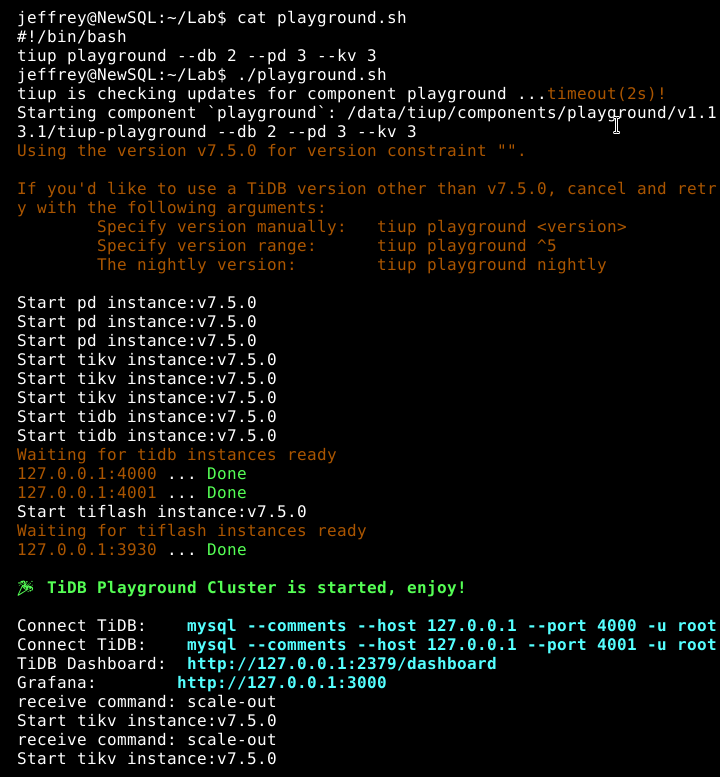 jeffrey@NewSQL:~/Lab$ cat playground.sh
#!/bin/bash
tiup playground --db 2 --pd 3 --kv 3
jeffrey@NewSQL:~/Lab$ ./playground.sh
tiup is checking updates for component playground ...timeout(2s)!
Starting component `playground`: /data/tiup/components/playground/v1.1
3.1/tiup-playground --db 2 --pd 3 --kv 3
Using the version v7.5.0 for version constraint "".
If you'd like to use a TiDB version other than v7.5.0, cancel and retr
y with the following arguments:
Specify version manually:   tiup playground <version>
Specify version range:      tiup playground ^5
The nightly version:        tiup playground nightly
Start pd instance:v7.5.0
Start pd instance:v7.5.0
Start pd instance:v7.5.0
Start tikv instance:v7.5.0
Start tikv instance:v7.5.0
Start tikv instance:v7.5.0
Start tidb instance:v7.5.0
Start tidb instance:v7.5.0
Waiting for tidb instances ready
127.0.0.1:4000 ... Done
127.0.0.1:4001 ... Done
Start tiflash instance:v7.5.0
Waiting for tiflash instances ready
127.0.0.1:3930 ... Done
🎉 TiDB Playground Cluster is started, enjoy!
Connect TiDB:    mysql --comments --host 127.0.0.1 --port 4000 -u root
Connect TiDB:    mysql --comments --host 127.0.0.1 --port 4001 -u root
TiDB Dashboard:  http://127.0.0.1:2379/dashboard
Grafana:        http://127.0.0.1:3000
receive command: scale-out
Start tikv instance:v7.5.0
receive command: scale-out
Start tikv instance:v7.5.0